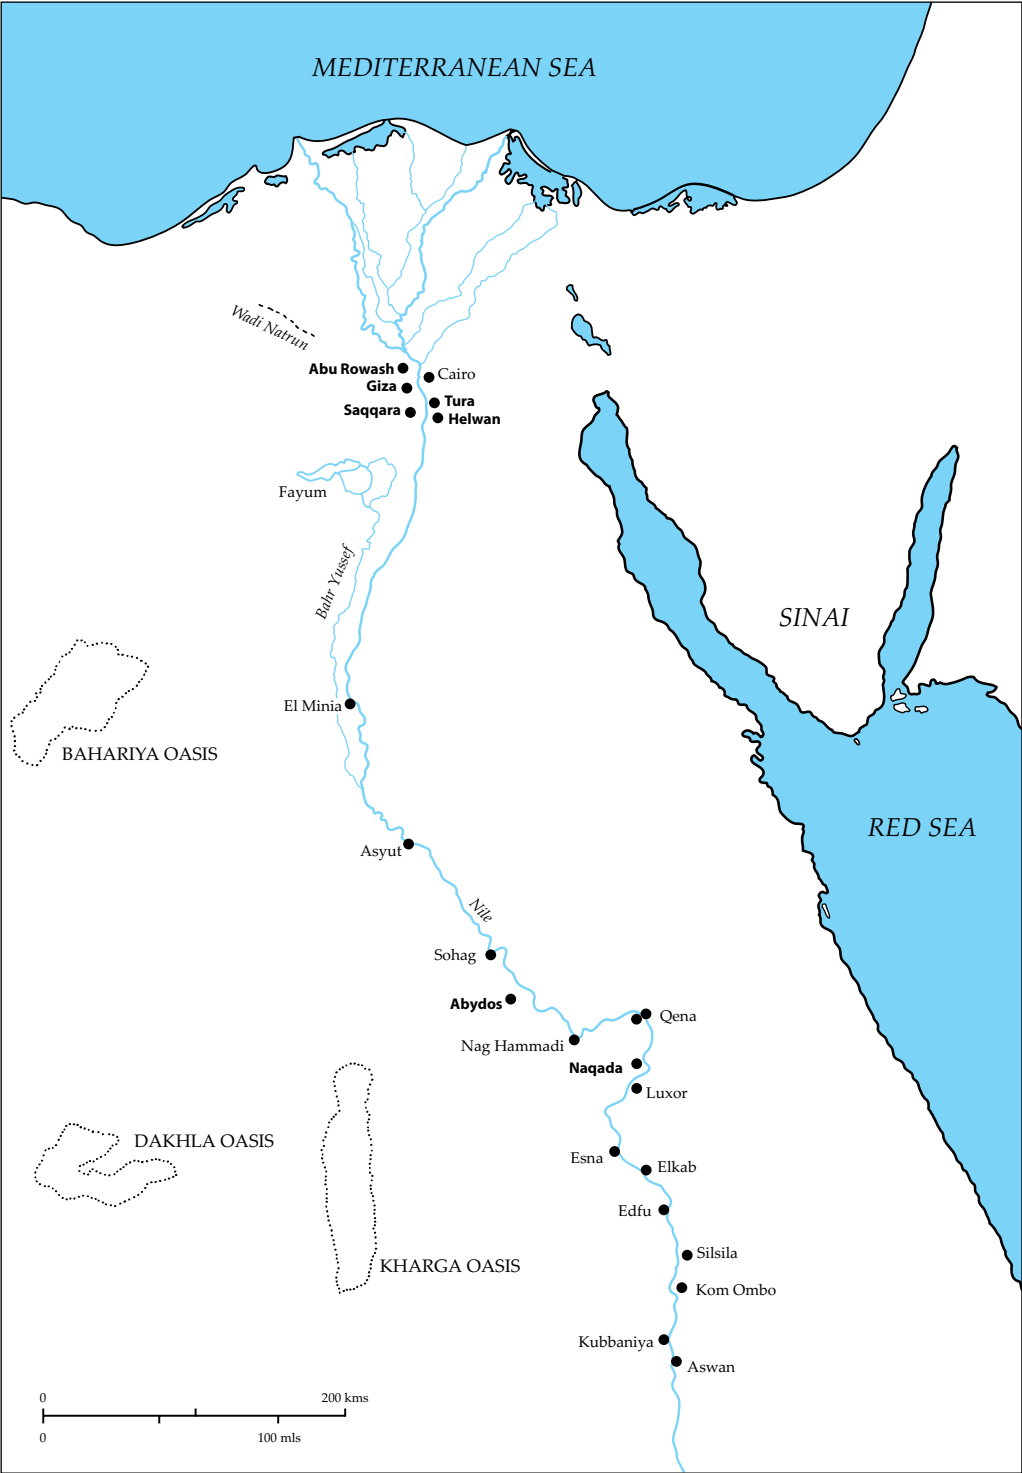 MEDITERRANEAN SEA
Wadi Natrun
Abu Rowash
Cairo
Giza
Tura
Saqqara
Helwan
Fayum
Bahr Yussef
SINAI
El Minia
BAHARIYA OASIS
RED SEA
Asyut
Nile
Sohag
Abydos
Qena
Nag Hammadi
Naqada
Luxor
DAKHLA OASIS
Esna
Elkab
Edfu
Silsila
KHARGA OASIS
Kom Ombo
Kubbaniya
Aswan
0 200 kms
0 100 mls